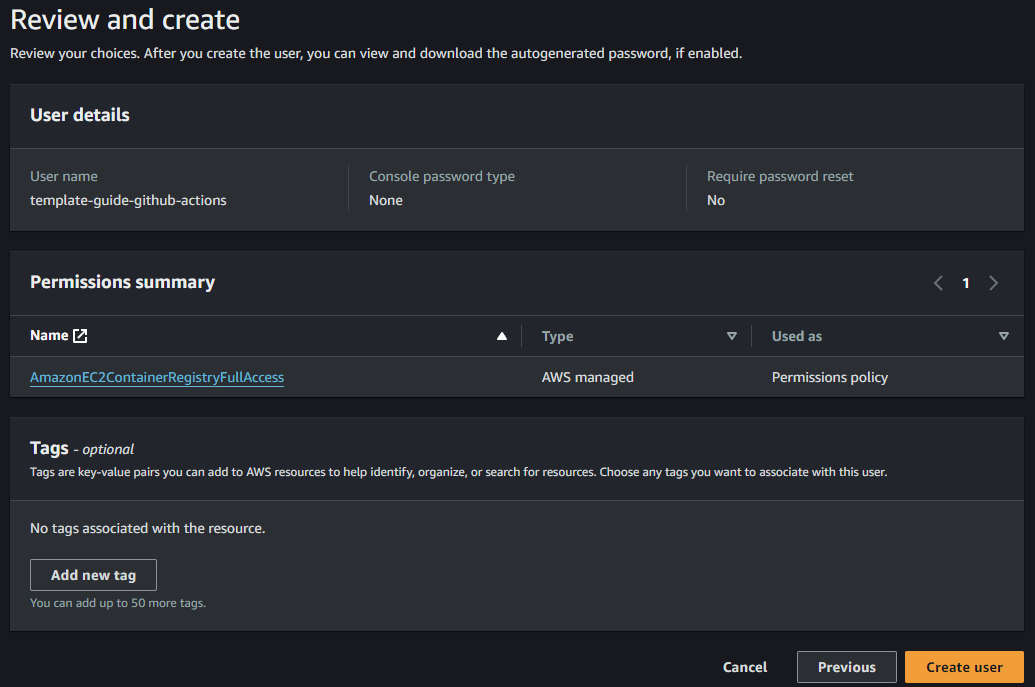 Review and create
Review your choices. After you create the user, you can view and download the autogenerated password, if enabled.
User details
User name
template-guide-github-actions
Console password type
None
Require password reset
No
Permissions summary
1
Name
Type
Used as
AmazonEC2ContainerRegistryFullAccess
AWS managed
Permissions policy
Tags - optional
Tags are key-value pairs you can add to AWS resources to help identify, organize, or search for resources. Choose any tags you want to associate with this user.
No tags associated with the resource.
Add new tag
You can add up to 50 more tags.
Cancel
Previous
Create user